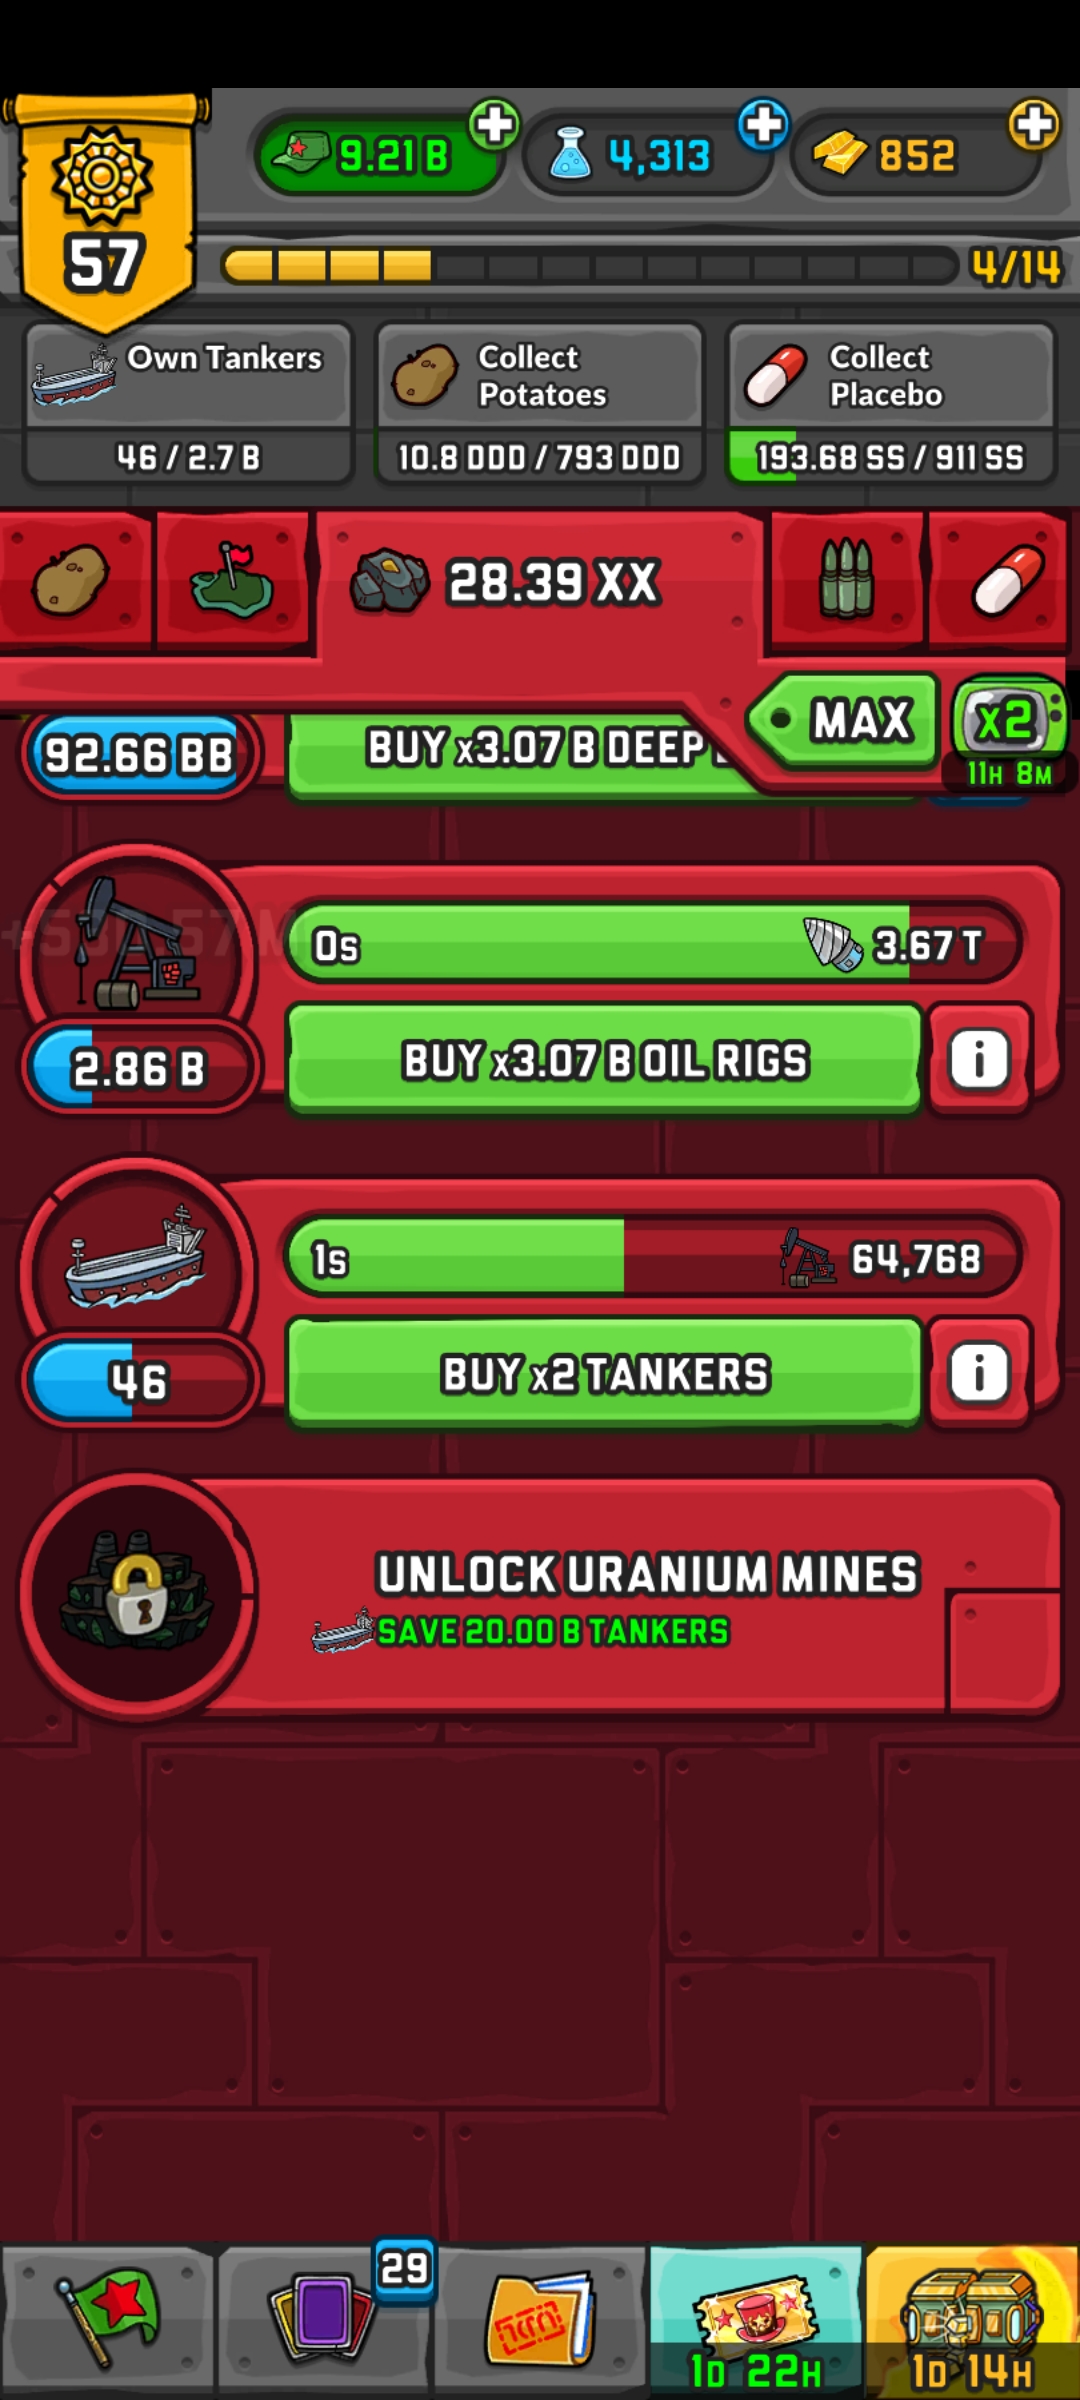 9.21 B
4,313
852
57
4/14
Own Tankers
46 / 2.7 B
Collect
Potatoes
10.8 DDD / 793 DDD
Collect
Placebo
193.68 SS / 911 SS
28.39 XX
MAX
x2
11H 8M
92.66 BB
BUY x3.07 B DEEP
0s
3.67 T
2.86 B
BUY x3.07 B OIL RIGS
i
1s
64,768
46
BUY x2 TANKERS
i
UNLOCK URANIUM MINES
SAVE 20.00 B TANKERS
29
1D 22H
1D 14H